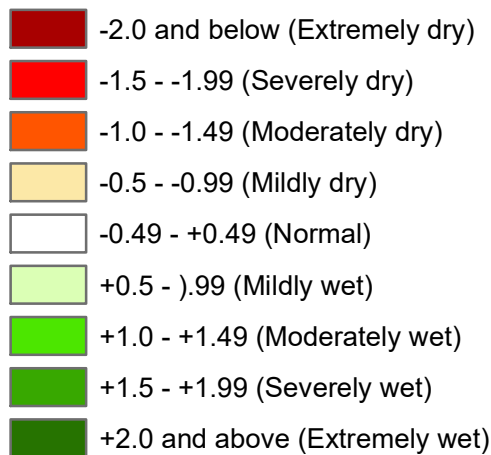 -2.0 and below (Extremely dry)
-1.5 - -1.99 (Severely dry)
-1.0 - -1.49 (Moderately dry)
-0.5 - -0.99 (Mildly dry)
-0.49 - +0.49 (Normal)
+0.5 - ).99 (Mildly wet)
+1.0 - +1.49 (Moderately wet)
+1.5 - +1.99 (Severely wet)
+2.0 and above (Extremely wet)